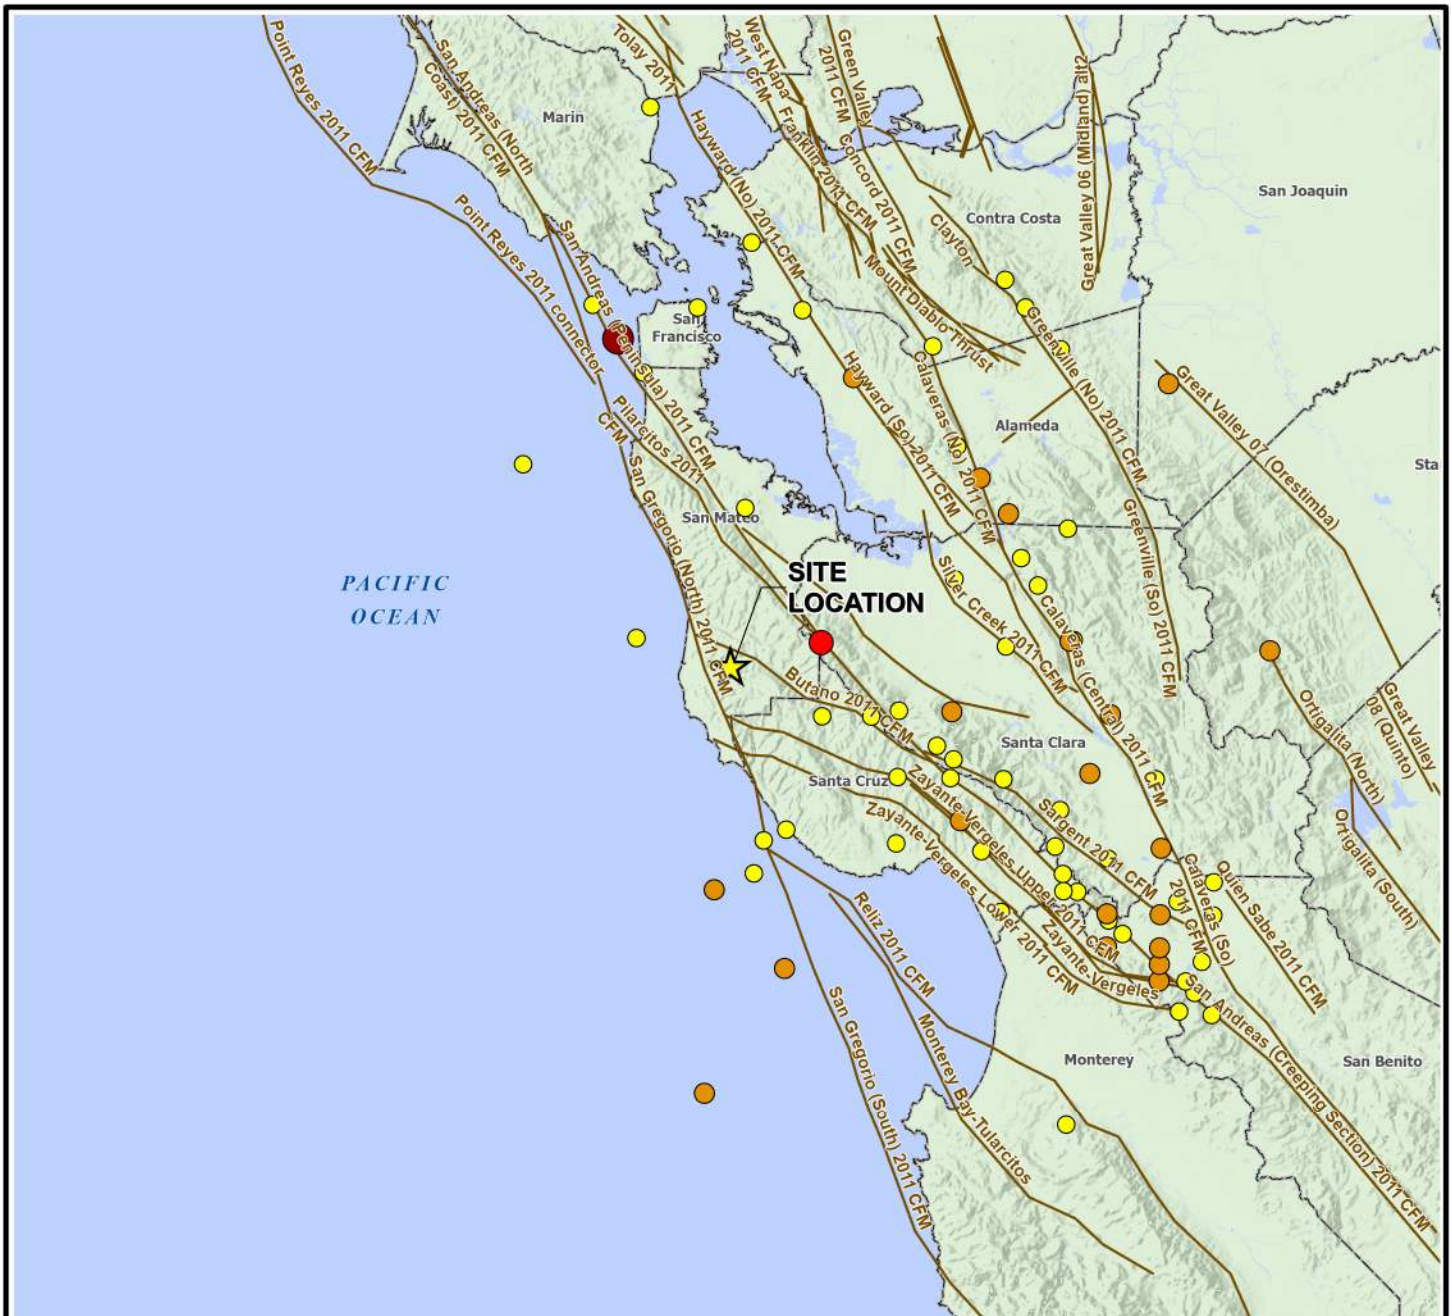 Point Reyes 2011 CFM
San Andreas (North
Coast) 2011 CFM
Marin
Tolay 2011
West Napa
2011 CFM
Green Valley
2011 CFM
Great Valley 06 (Midland) alt2
San Joaquin
Hayward (No) 2011 CFM
Franklin 2011 CFM
Concord 2011 CFM
Contra Costa
Clayton
Point Reyes 2011 connector
San Andreas (Peninsula) 2011 CFM
Mount Diablo Thrust
San
Francisco
Greenville (No) 2011 CFM
Hayward (So) 2011 CFM
Calaveras (No) 2011 CFM
Great Valley 07 (Orestimba)
Pilarcitos 2011
CFM
Alameda
Sta
San Gregorio (North) 2011 CFM
San Mateo
Greenville (So) 2011 CFM
PACIFIC
OCEAN
SITE
LOCATION
Silver Creek 2011 CFM
Calaveras (Central) 2011 CFM
Butano 2011 CFM
Ortigalita (North)
Great Valley
08 (Quinto)
Santa Clara
Santa Cruz
Zayante-Vergeles Upper 2011 CFM
Sargent 2011 CFM
Zayante-Vergeles Lower 2011 CFM
Ortigalita (South)
Calaveras (So)
2011 CFM
Quien Sabe 2011 CFM
Reliz 2011 CFM
Zayante-Vergeles
San Andreas (Creeping Section) 2011 CFM
San Gregorio (South) 2011 CFM
Monterey Bay-Tularcitos
Monterey
San Benito